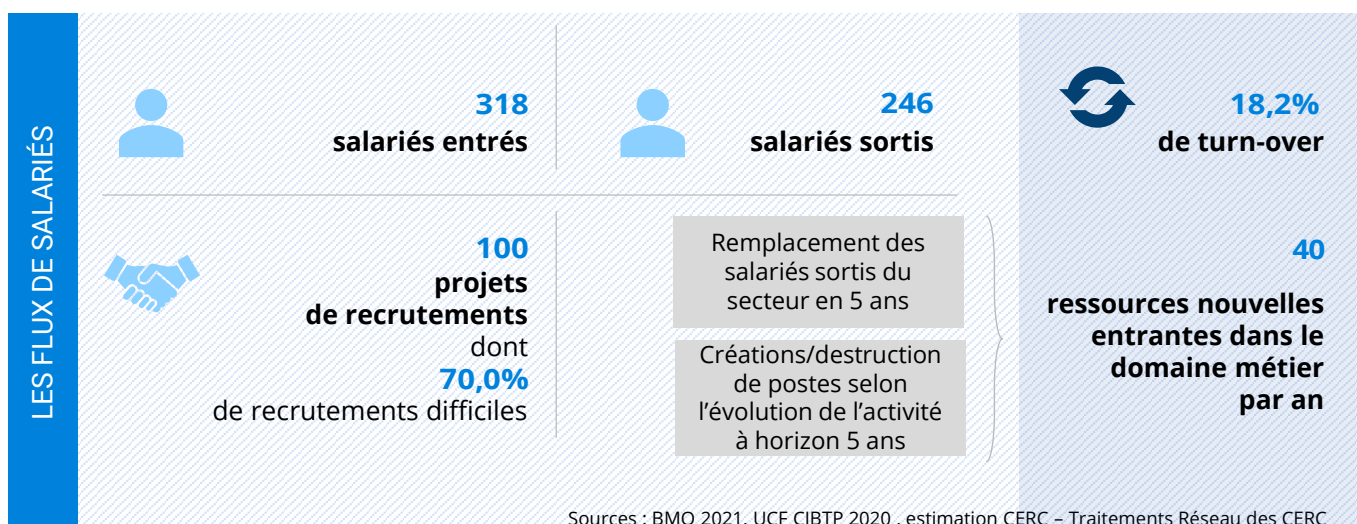 LES FLUX DE SALARIÉS
318
salariés entrés
246
salariés sortis
18,2%
de turn-over
100
projets
de recrutements
dont
70,0%
de recrutements difficiles
Remplacement des
salariés sortis du
secteur en 5 ans
Créations/destruction
de postes selon
l’évolution de l’activité
à horizon 5 ans
40
ressources nouvelles
entrantes dans le
domaine métier
par an
Sources : BMO 2021, UCF CIBTP 2020 , estimation CERC – Traitements Réseau des CERC